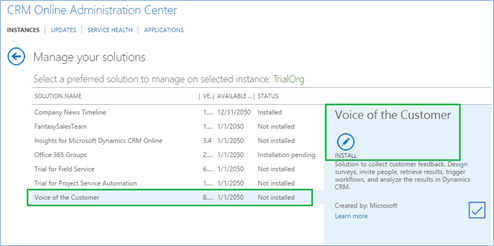 CRM Online Administration Center
INSTANCES | UPDATES | SERVICE HEALTH | APPLICATIONS
Manage your solutions
Select a preferred solution to manage on selected instance: TrialOrg
SOLUTION NAME VE... AVAILABLE ... STATUS
Company News Timeline 1.... 12/31/2050 Installed
FantasySalesTeam 1.... 1/1/2050 Not installed
Insights for Microsoft Dynamics CRM Online 3.4 1/1/2050 Not installed
Office 365 Groups 2.... 1/1/2050 Installation pending
Trial for Field Service 6.... 1/1/2050 Not installed
Trial for Project Service Automation 1.... 1/1/2050 Not installed
Voice of the Customer 8.... 1/1/2050 Not installed
Voice of the Customer
INSTALL
Solution to collect customer feedback. Design
surveys, invite people, retrieve results, trigger
workflows, and analyze the results in Dynamics
CRM.
Created by: Microsoft
Learn more